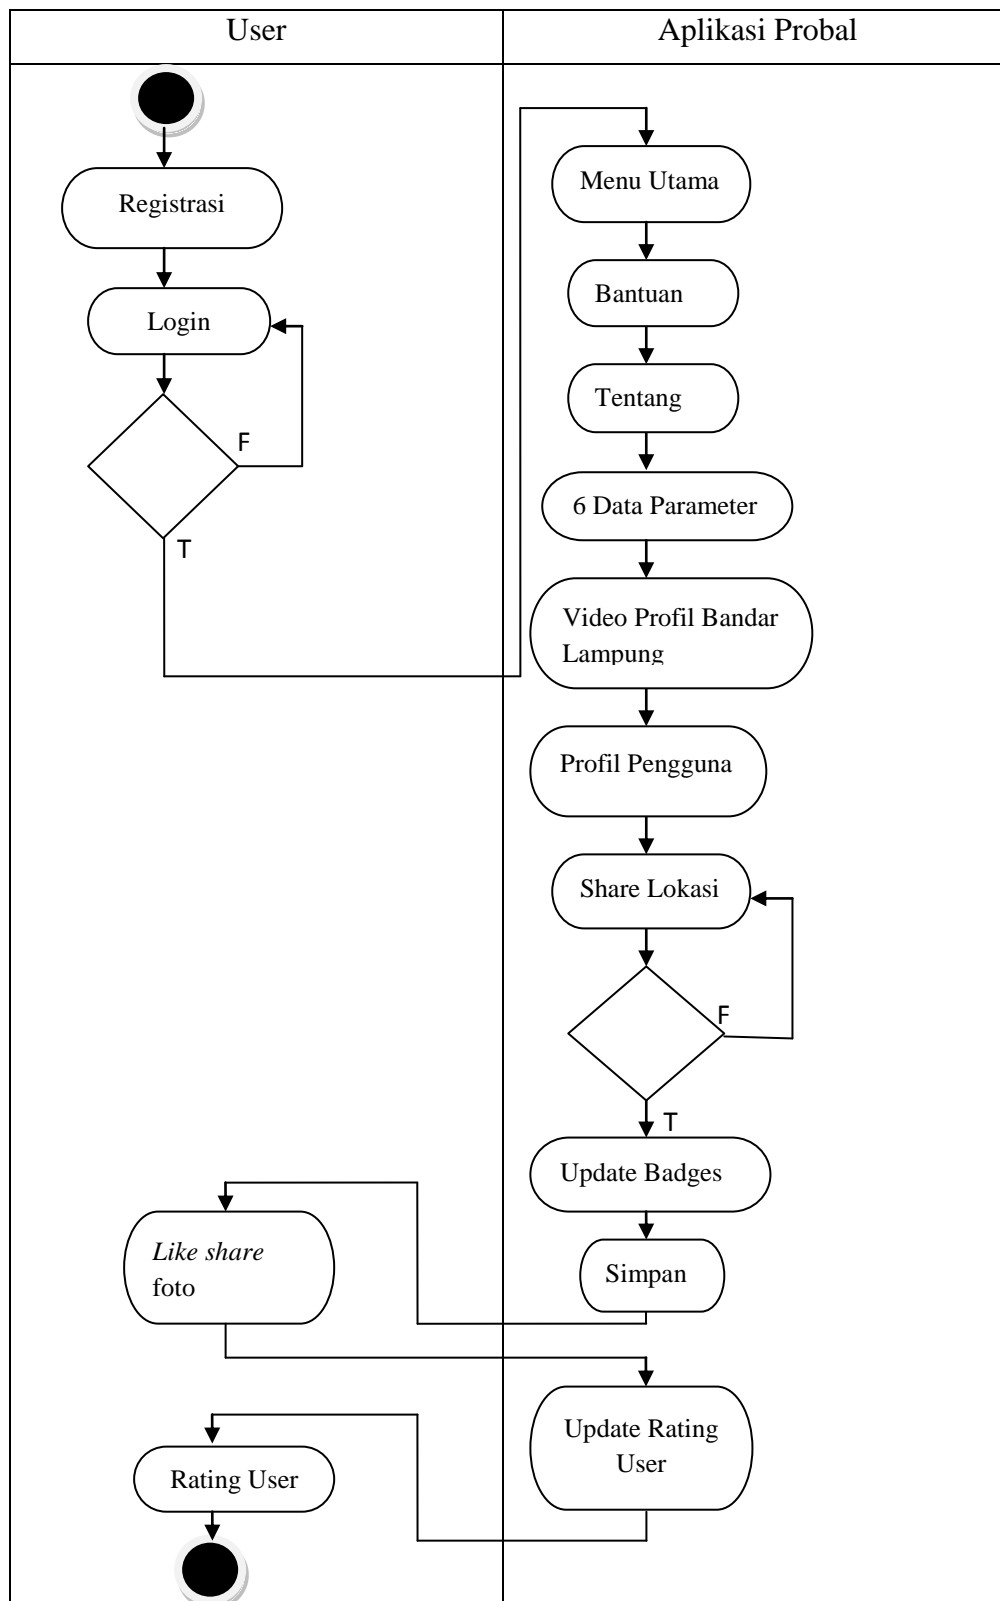 User
Aplikasi Probal
Registrasi
Login
F
T
Menu Utama
Bantuan
Tentang
6 Data Parameter
Video Profil Bandar
Lampung
Profil Pengguna
Share Lokasi
F
T
Update Badges
Simpan
Like share
foto
Update Rating
User
Rating User